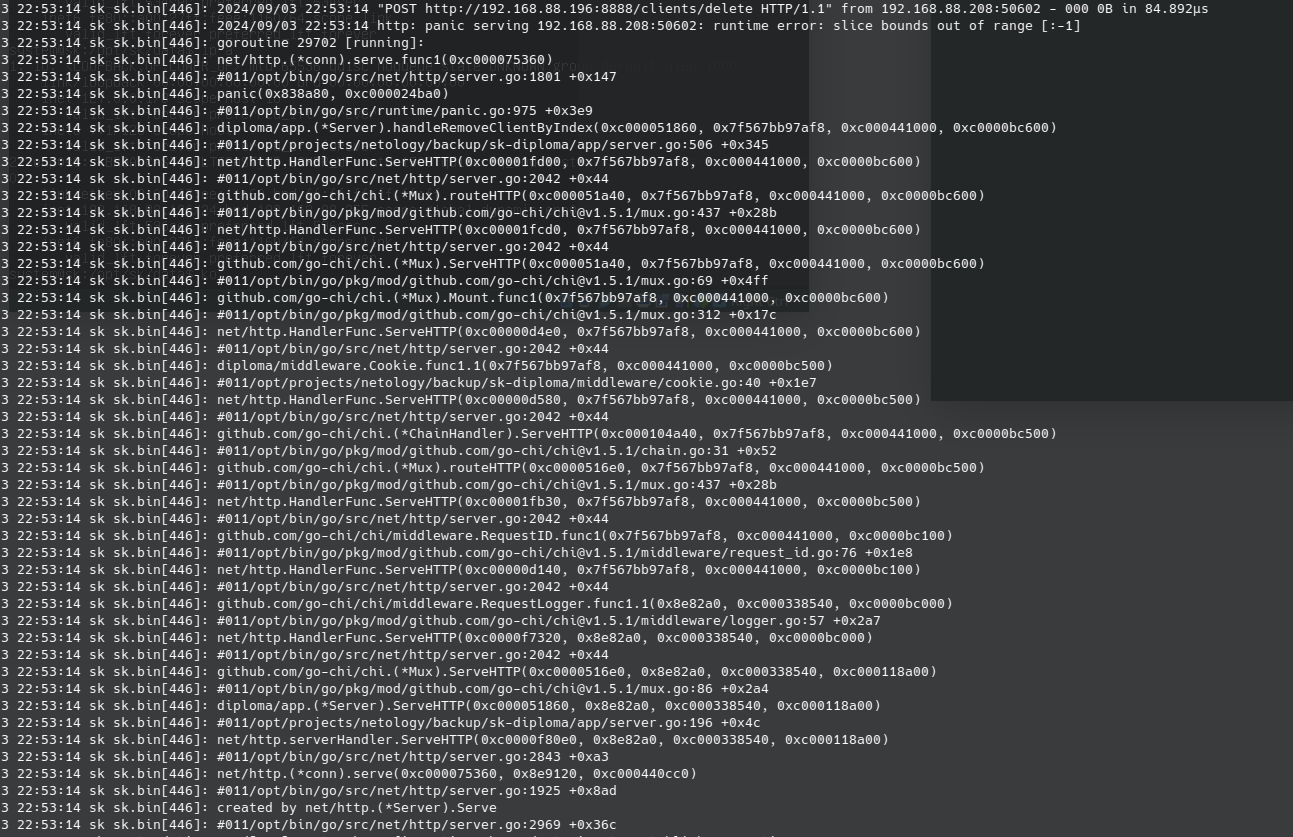 3 22:53:14 sk sk.bin[446]: 2024/09/03 22:53:14 "POST http://192.168.88.196:8888/clients/delete HTTP/1.1" from 192.168.88.208:50602 - 000 0B in 84.892µs
3 22:53:14 sk sk.bin[446]: 2024/09/03 22:53:14 http: panic serving 192.168.88.208:50602: runtime error: slice bounds out of range [:-1]
3 22:53:14 sk sk.bin[446]: goroutine 29702 [running]:
3 22:53:14 sk sk.bin[446]: net/http.(*conn).serve.func1(0xc000075360)
3 22:53:14 sk sk.bin[446]: #011/opt/bin/go/src/net/http/server.go:1801 +0x147
3 22:53:14 sk sk.bin[446]: panic(0x838a80, 0xc000024ba0)
3 22:53:14 sk sk.bin[446]: #011/opt/bin/go/src/runtime/panic.go:975 +0x3e9
3 22:53:14 sk sk.bin[446]: diploma/app.(*Server).handleRemoveClientByIndex(0xc000051860, 0x7f567bb97af8, 0xc000441000, 0xc0000bc600)
3 22:53:14 sk sk.bin[446]: #011/opt/projects/netology/backup/sk-diploma/app/server.go:506 +0x345
3 22:53:14 sk sk.bin[446]: net/http.HandlerFunc.ServeHTTP(0xc00001fd00, 0x7f567bb97af8, 0xc000441000, 0xc0000bc600)
3 22:53:14 sk sk.bin[446]: #011/opt/bin/go/src/net/http/server.go:2042 +0x44
3 22:53:14 sk sk.bin[446]: github.com/go-chi/chi.(*Mux).routeHTTP(0xc000051a40, 0x7f567bb97af8, 0xc000441000, 0xc0000bc600)
3 22:53:14 sk sk.bin[446]: #011/opt/bin/go/pkg/mod/github.com/go-chi/chi@v1.5.1/mux.go:437 +0x28b
3 22:53:14 sk sk.bin[446]: net/http.HandlerFunc.ServeHTTP(0xc00001fcd0, 0x7f567bb97af8, 0xc000441000, 0xc0000bc600)
3 22:53:14 sk sk.bin[446]: #011/opt/bin/go/src/net/http/server.go:2042 +0x44
3 22:53:14 sk sk.bin[446]: github.com/go-chi/chi.(*Mux).ServeHTTP(0xc000051a40, 0x7f567bb97af8, 0xc000441000, 0xc0000bc600)
3 22:53:14 sk sk.bin[446]: #011/opt/bin/go/pkg/mod/github.com/go-chi/chi@v1.5.1/mux.go:69 +0x4ff
3 22:53:14 sk sk.bin[446]: github.com/go-chi/chi.(*Mux).Mount.func1(0x7f567bb97af8, 0xc000441000, 0xc0000bc600)
3 22:53:14 sk sk.bin[446]: #011/opt/bin/go/pkg/mod/github.com/go-chi/chi@v1.5.1/mux.go:312 +0x17c
3 22:53:14 sk sk.bin[446]: net/http.HandlerFunc.ServeHTTP(0xc00000d4e0, 0x7f567bb97af8, 0xc000441000, 0xc0000bc600)
3 22:53:14 sk sk.bin[446]: #011/opt/bin/go/src/net/http/server.go:2042 +0x44
3 22:53:14 sk sk.bin[446]: diploma/middleware.Cookie.func1.1(0x7f567bb97af8, 0xc000441000, 0xc0000bc500)
3 22:53:14 sk sk.bin[446]: #011/opt/projects/netology/backup/sk-diploma/middleware/cookie.go:40 +0x1e7
3 22:53:14 sk sk.bin[446]: net/http.HandlerFunc.ServeHTTP(0xc00000d580, 0x7f567bb97af8, 0xc000441000, 0xc0000bc500)
3 22:53:14 sk sk.bin[446]: #011/opt/bin/go/src/net/http/server.go:2042 +0x44
3 22:53:14 sk sk.bin[446]: github.com/go-chi/chi.(*ChainHandler).ServeHTTP(0xc000104a40, 0x7f567bb97af8, 0xc000441000, 0xc0000bc500)
3 22:53:14 sk sk.bin[446]: #011/opt/bin/go/pkg/mod/github.com/go-chi/chi@v1.5.1/chain.go:31 +0x52
3 22:53:14 sk sk.bin[446]: github.com/go-chi/chi.(*Mux).routeHTTP(0xc0000516e0, 0x7f567bb97af8, 0xc000441000, 0xc0000bc500)
3 22:53:14 sk sk.bin[446]: #011/opt/bin/go/pkg/mod/github.com/go-chi/chi@v1.5.1/mux.go:437 +0x28b
3 22:53:14 sk sk.bin[446]: net/http.HandlerFunc.ServeHTTP(0xc00001fb30, 0x7f567bb97af8, 0xc000441000, 0xc0000bc500)
3 22:53:14 sk sk.bin[446]: #011/opt/bin/go/src/net/http/server.go:2042 +0x44
3 22:53:14 sk sk.bin[446]: github.com/go-chi/chi/middleware.RequestID.func1(0x7f567bb97af8, 0xc000441000, 0xc0000bc100)
3 22:53:14 sk sk.bin[446]: #011/opt/bin/go/pkg/mod/github.com/go-chi/chi@v1.5.1/middleware/request_id.go:76 +0x1e8
3 22:53:14 sk sk.bin[446]: net/http.HandlerFunc.ServeHTTP(0xc00000d140, 0x7f567bb97af8, 0xc000441000, 0xc0000bc100)
3 22:53:14 sk sk.bin[446]: #011/opt/bin/go/src/net/http/server.go:2042 +0x44
3 22:53:14 sk sk.bin[446]: github.com/go-chi/chi/middleware.RequestLogger.func1.1(0x8e82a0, 0xc000338540, 0xc0000bc000)
3 22:53:14 sk sk.bin[446]: #011/opt/bin/go/pkg/mod/github.com/go-chi/chi@v1.5.1/middleware/logger.go:57 +0x2a7
3 22:53:14 sk sk.bin[446]: net/http.HandlerFunc.ServeHTTP(0xc0000f7320, 0x8e82a0, 0xc000338540, 0xc0000bc000)
3 22:53:14 sk sk.bin[446]: #011/opt/bin/go/src/net/http/server.go:2042 +0x44
3 22:53:14 sk sk.bin[446]: github.com/go-chi/chi.(*Mux).ServeHTTP(0xc0000516e0, 0x8e82a0, 0xc000338540, 0xc000118a00)
3 22:53:14 sk sk.bin[446]: #011/opt/bin/go/pkg/mod/github.com/go-chi/chi@v1.5.1/mux.go:86 +0x2a4
3 22:53:14 sk sk.bin[446]: diploma/app.(*Server).ServeHTTP(0xc000051860, 0x8e82a0, 0xc000338540, 0xc000118a00)
3 22:53:14 sk sk.bin[446]: #011/opt/projects/netology/backup/sk-diploma/app/server.go:196 +0x4c
3 22:53:14 sk sk.bin[446]: net/http.serverHandler.ServeHTTP(0xc0000f80e0, 0x8e82a0, 0xc000338540, 0xc000118a00)
3 22:53:14 sk sk.bin[446]: #011/opt/bin/go/src/net/http/server.go:2843 +0xa3
3 22:53:14 sk sk.bin[446]: net/http.(*conn).serve(0xc000075360, 0x8e9120, 0xc000440cc0)
3 22:53:14 sk sk.bin[446]: #011/opt/bin/go/src/net/http/server.go:1925 +0x8ad
3 22:53:14 sk sk.bin[446]: created by net/http.(*Server).Serve
3 22:53:14 sk sk.bin[446]: #011/opt/bin/go/src/net/http/server.go:2969 +0x36c